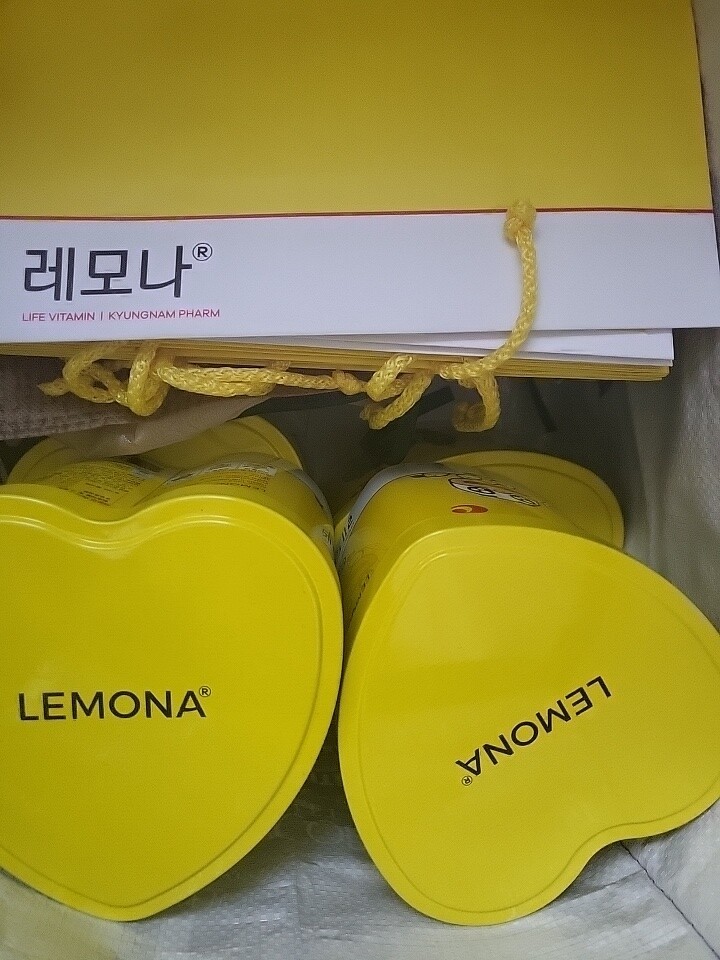 레모나®
LIFE VITAMIN | KYUNGNAM PHARM
LEMONA®
LEMONA®